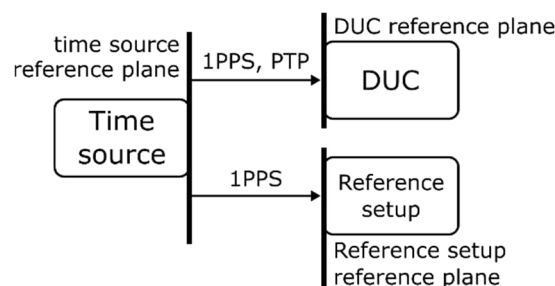 time source
reference plane
1PPS, PTP
DUC reference plane
DUC
Time
source
1PPS
Reference
setup
Reference setup
reference plane